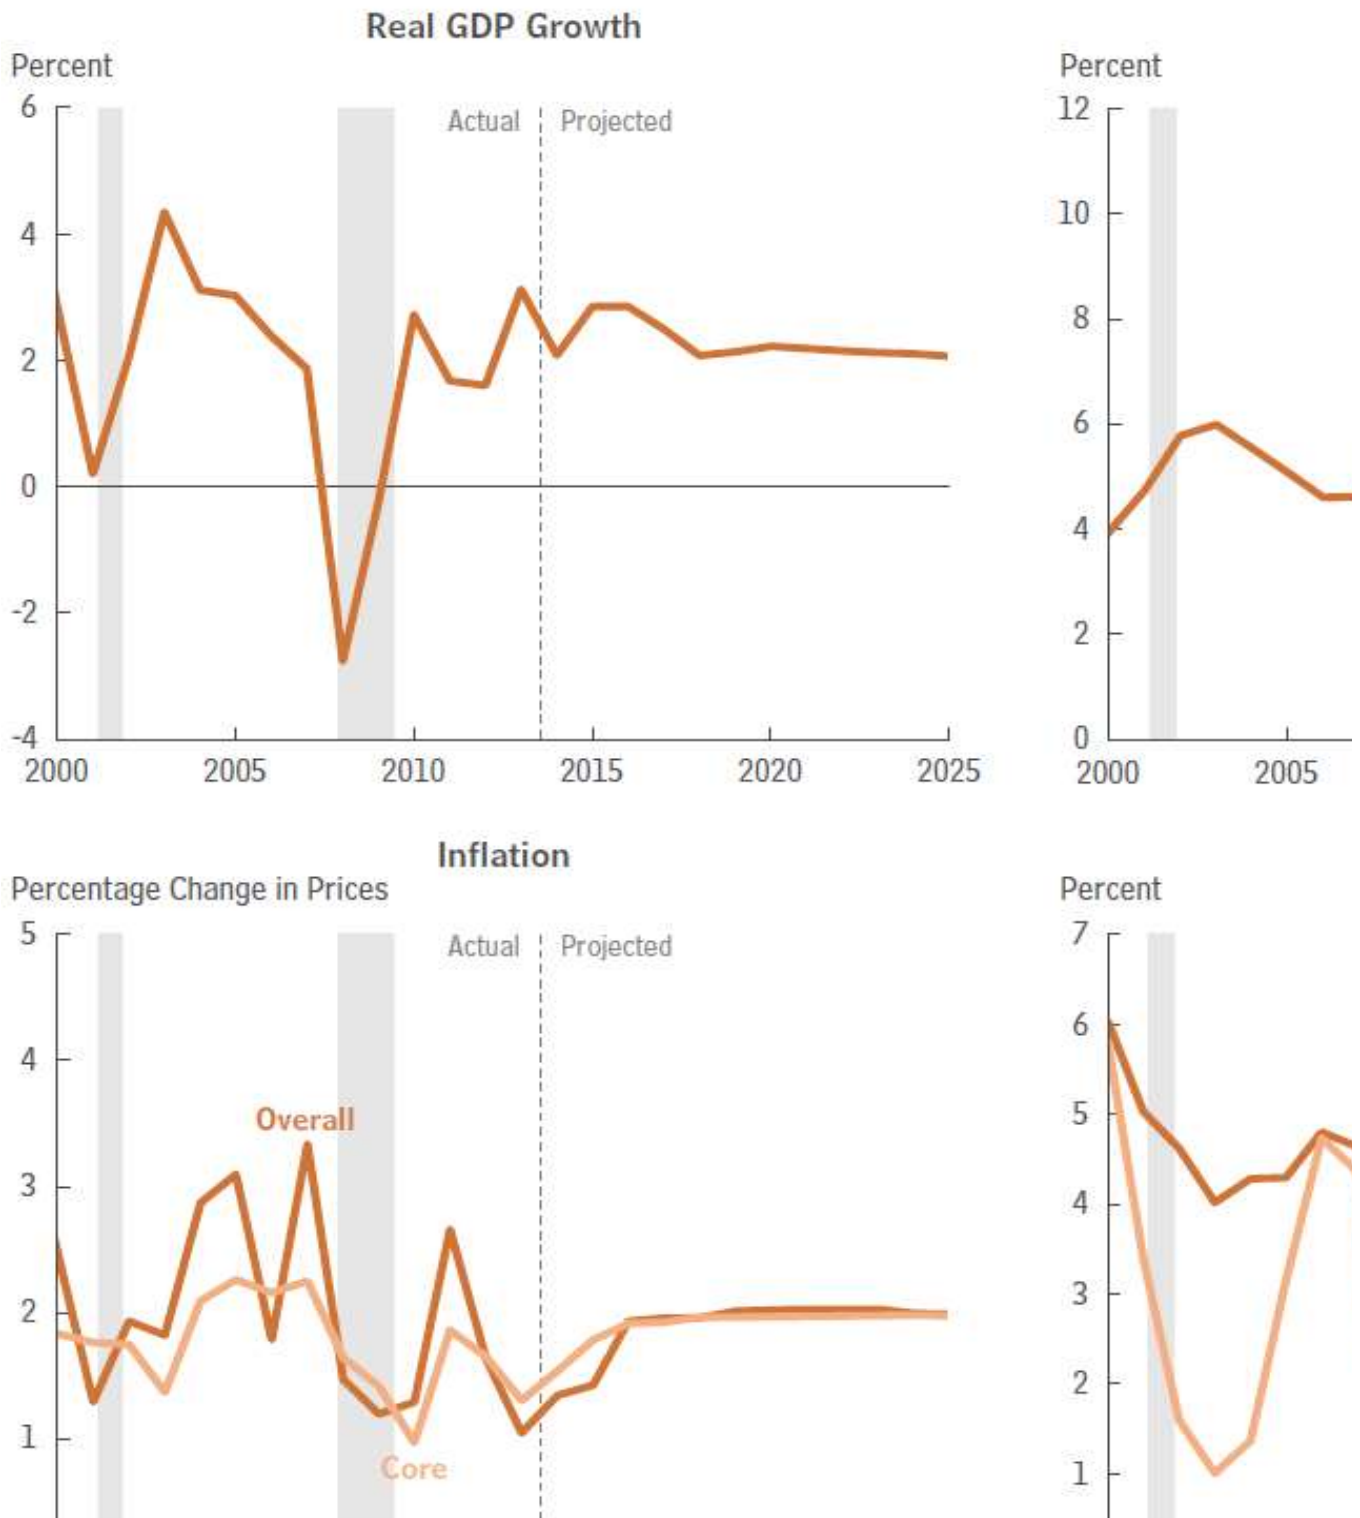 Real GDP Growth
Percent
6
Actual
Projected
4
2
0
-2
-4
2000
2005
2010
2015
2020
2025
Percent
12
10
8
6
4
2
0
2000
2005
Inflation
Percentage Change in Prices
5
Actual
Projected
4
Overall
3
2
1
Core
Percent
7
6
5
4
3
2
1